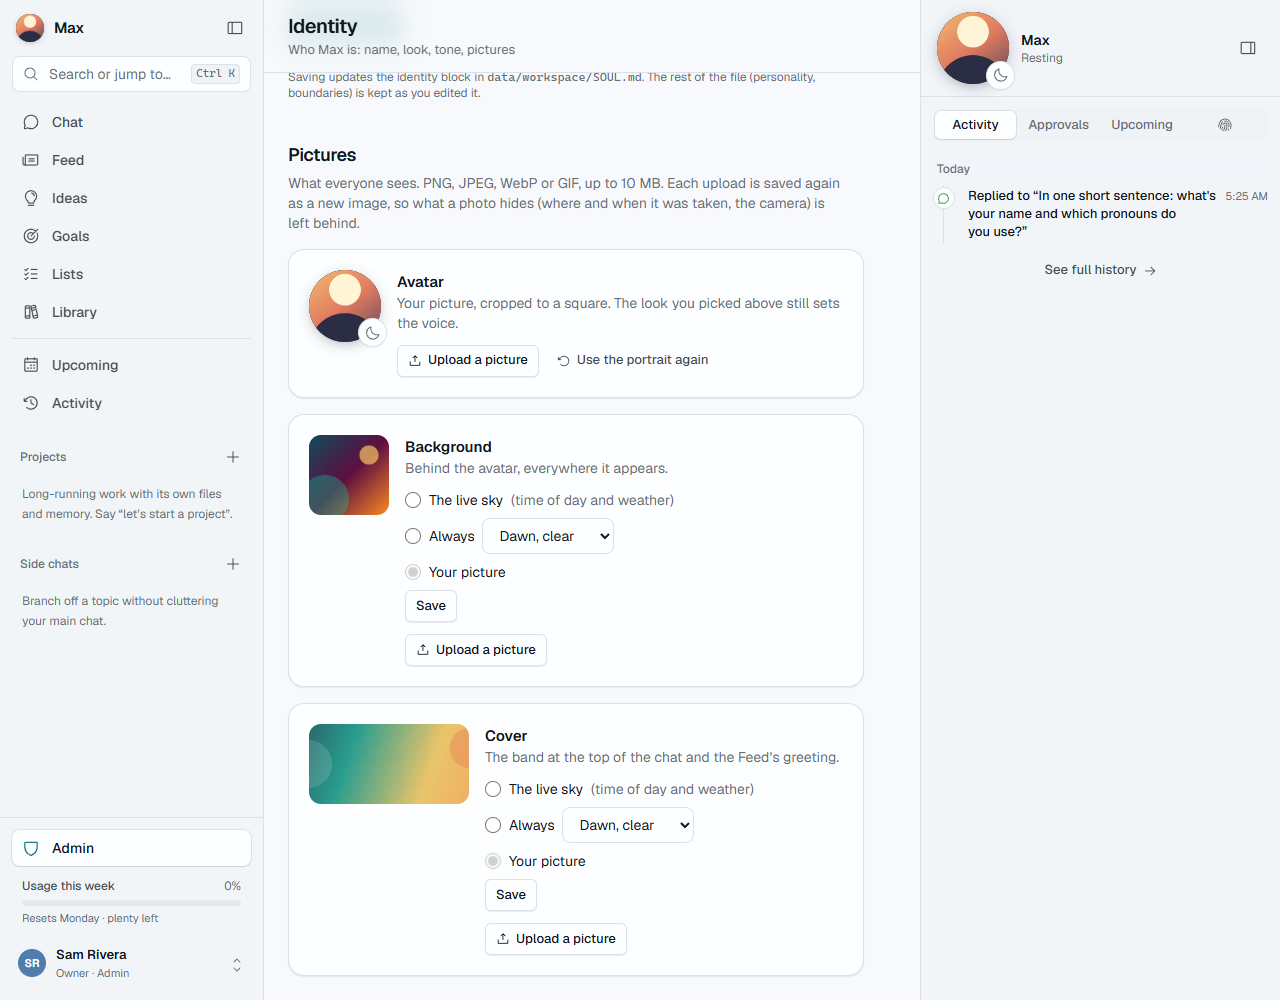 Max
Search or jump to...
Ctrl K
Chat
Feed
Ideas
Goals
Lists
Library
Upcoming
Activity
Projects
Long-running work with its own files
and memory. Say “let’s start a project”.
Side chats
Branch off a topic without cluttering
your main chat.
Admin
Usage this week
0%
Resets Monday · plenty left
SR
Sam Rivera
Owner · Admin
Identity
Who Max is: name, look, tone, pictures
Saving updates the identity block in data/workspace/SOUL.md. The rest of the file (personality,
boundaries) is kept as you edited it.
Pictures
What everyone sees. PNG, JPEG, WebP or GIF, up to 10 MB. Each upload is saved again
as a new image, so what a photo hides (where and when it was taken, the camera) is
left behind.
Avatar
Your picture, cropped to a square. The look you picked above still sets
the voice.
Upload a picture
Use the portrait again
Background
Behind the avatar, everywhere it appears.
The live sky (time of day and weather)
Always
Dawn, clear
Your picture
Save
Upload a picture
Cover
The band at the top of the chat and the Feed’s greeting.
The live sky (time of day and weather)
Always
Dawn, clear
Your picture
Save
Upload a picture
Max
Resting
Activity
Approvals
Upcoming
Today
Replied to “In one short sentence: what’s
your name and which pronouns do
you use?”
5:25 AM
See full history